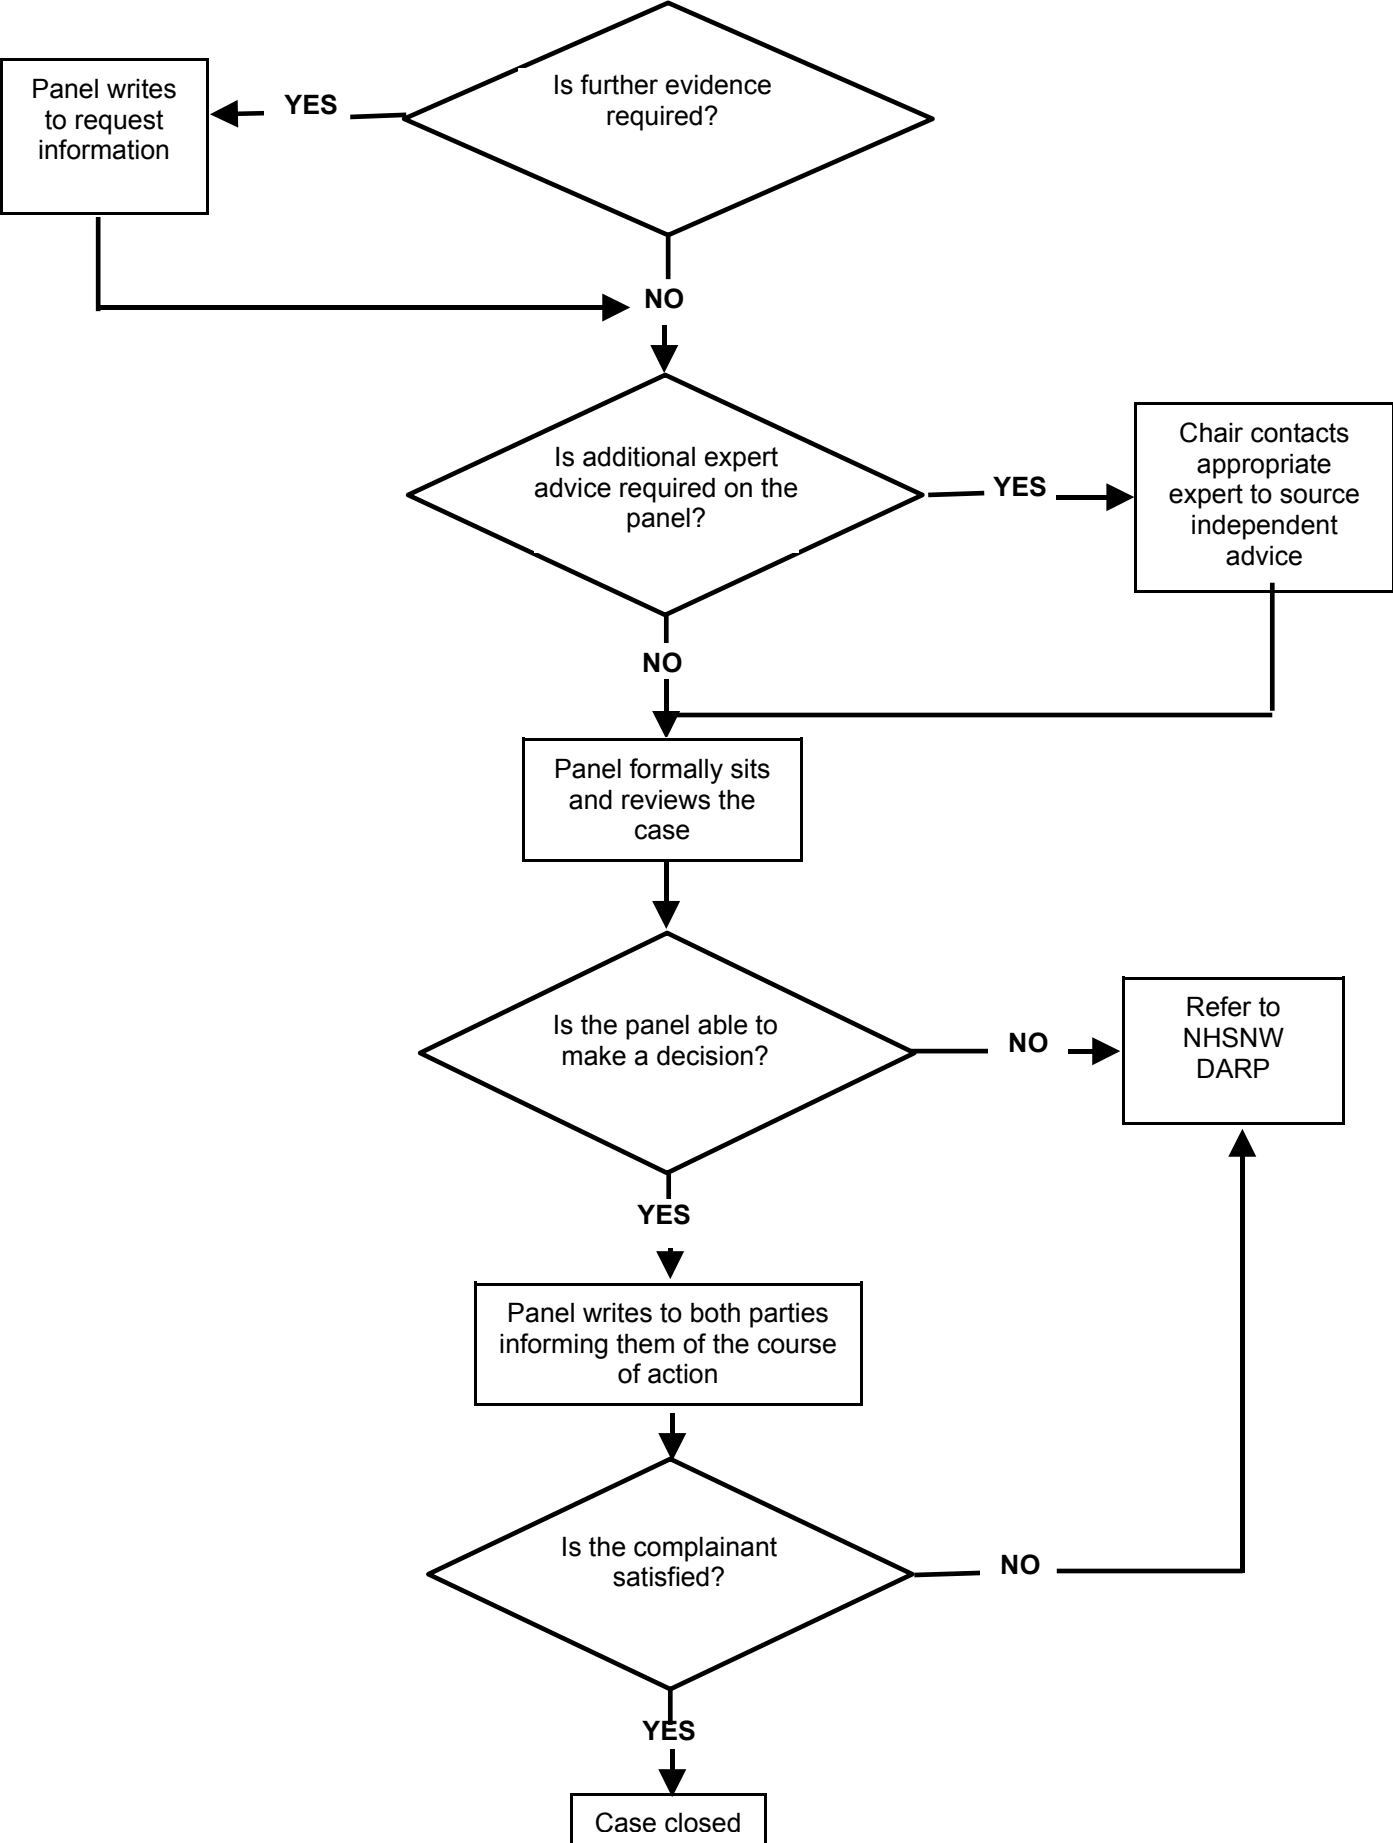 Is further evidence
required?
YES
Panel writes
to request
information
NO
Is additional expert
advice required on the
panel?
YES
Chair contacts
appropriate
expert to source
independent
advice
NO
Panel formally sits
and reviews the
case
Is the panel able to
make a decision?
NO
Refer to
NHSNW
DARP
YES
Panel writes to both parties
informing them of the course
of action
Is the complainant
satisfied?
NO
YES
Case closed